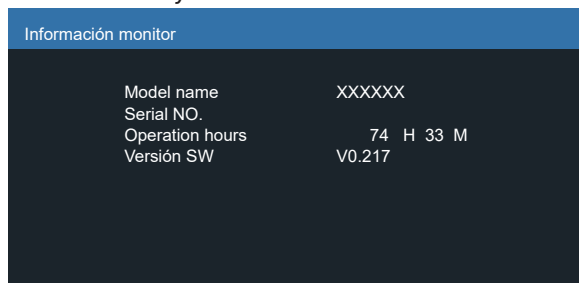 Información monitor
Model name XXXXXX
Serial NO.
Operation hours 74 H 33 M
Versión SW V0.217